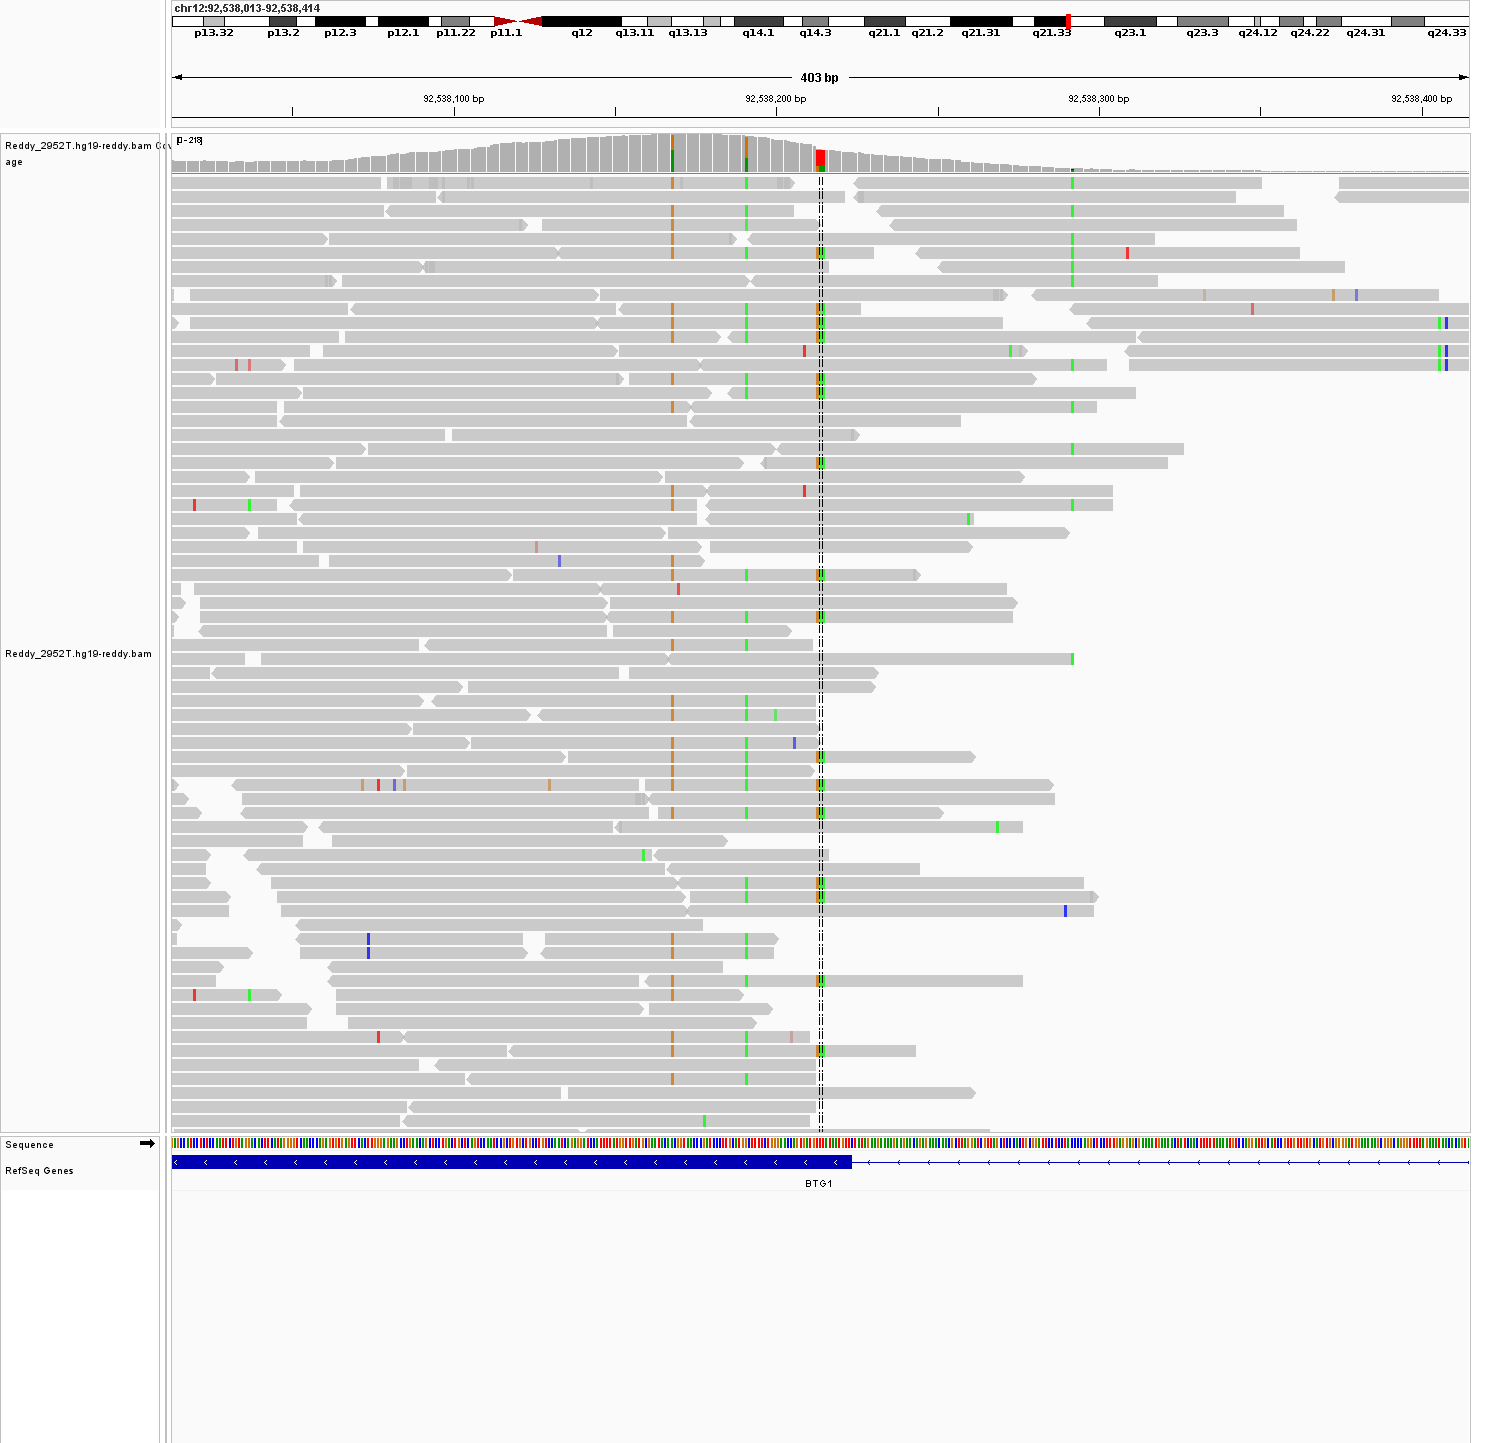 chr12:92,538,013-92,538,414
p13.32 p13.2 p12.3 p12.1 p11.22 p11.1 q12 q13.11 q13.13 q14.1 q14.3 q21.1 q21.2 q21.31 q21.33 q23.1 q23.3 q24.12 q24.22 q24.31 q24.33
403 bp
92,538,100 bp 92,538,200 bp 92,538,300 bp 92,538,400 bp
[0-218]
Reddy_2952T.hg19-reddy.bam Cov
age
Reddy_2952T.hg19-reddy.bam
Sequence
RefSeq Genes
BTG1